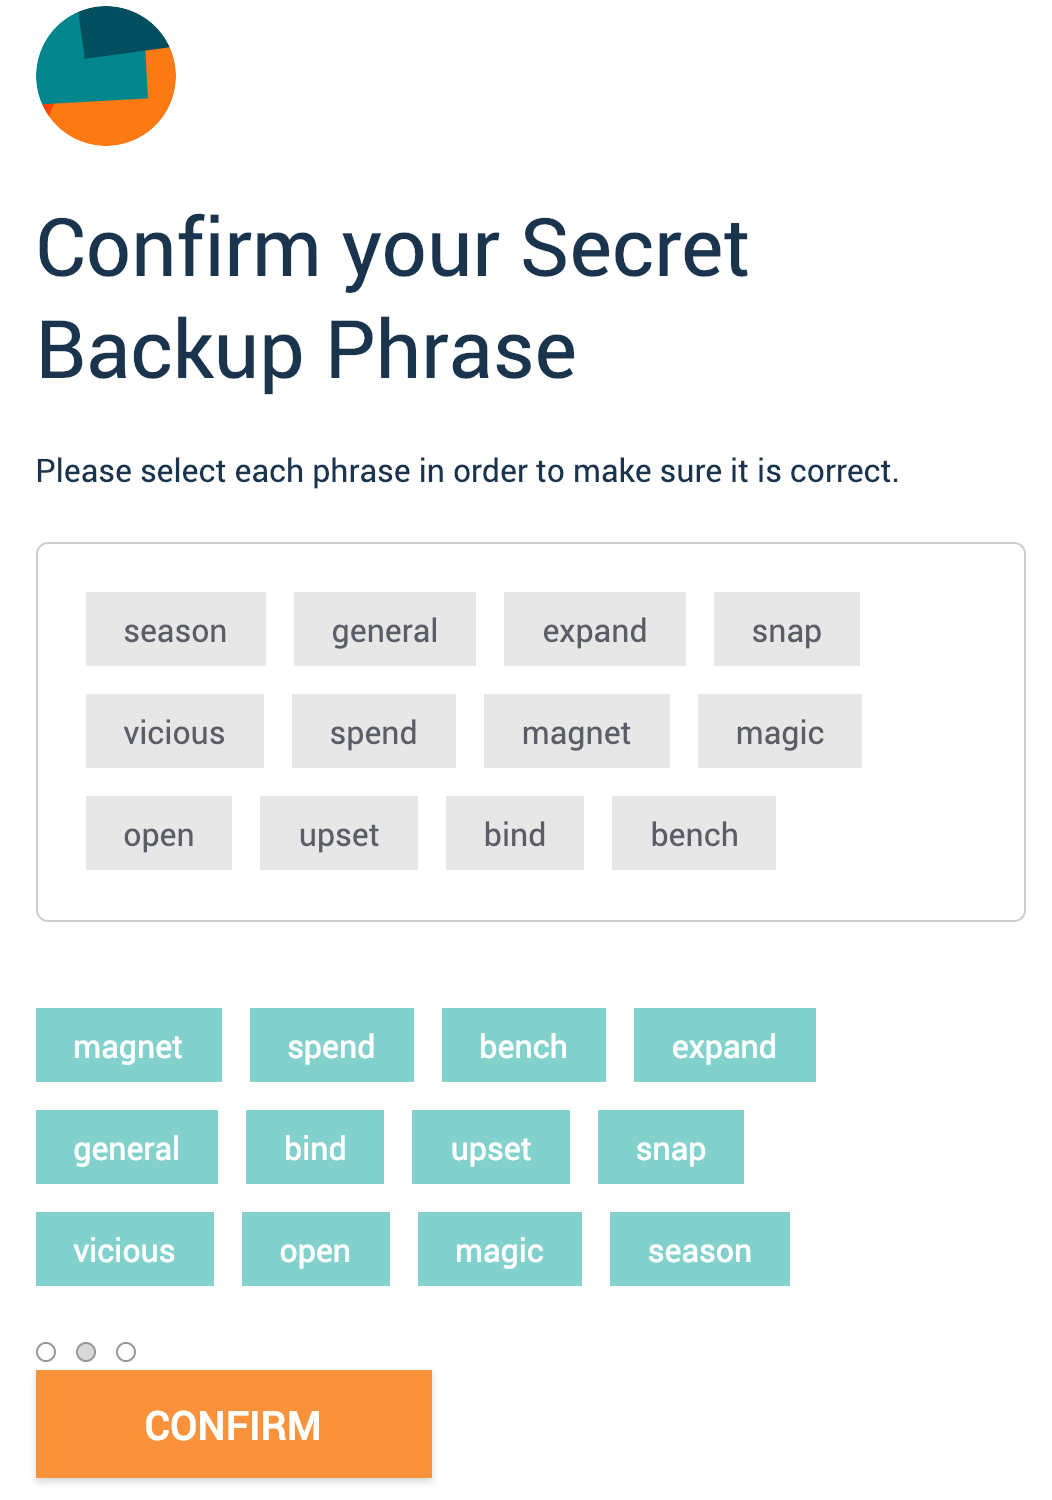 Confirm your Secret
Backup Phrase
Please select each phrase in order to make sure it is correct.
season general expand snap
vicious spend magnet magic
open upset bind bench
magnet spend bench expand
general bind upset snap
vicious open magic season
CONFIRM